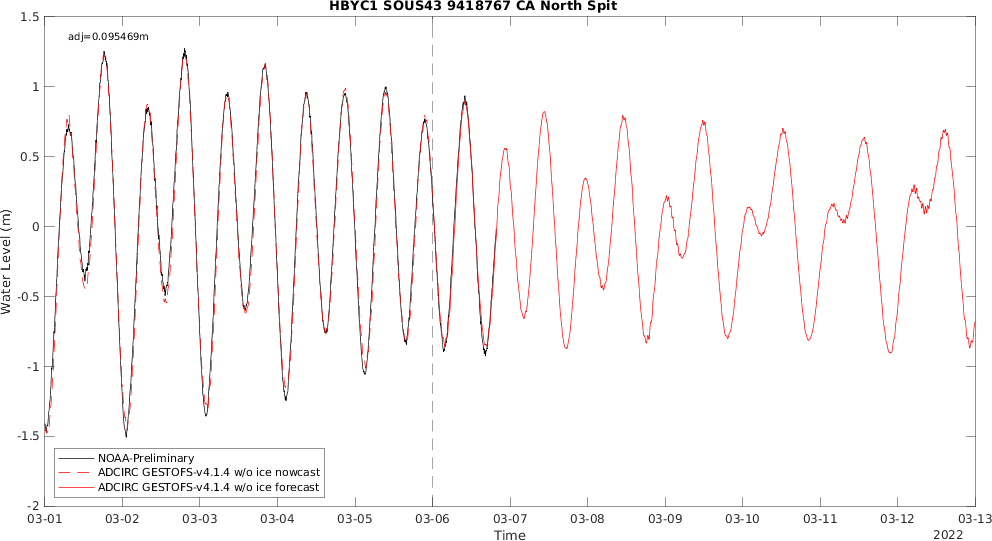 HBYC1 SOUS43 9418767 CA North Spit
adj=0.095469m
1.5
1
0.5
0
-0.5
-1
-1.5
-2
Water Level (m)
NOAA-Preliminary
ADCIRC GESTOFS-v4.1.4 w/o ice nowcast
ADCIRC GESTOFS-v4.1.4 w/o ice forecast
03-01 03-02 03-03 03-04 03-05 03-06 03-07 03-08 03-09 03-10 03-11 03-12 03-13
Time
2022